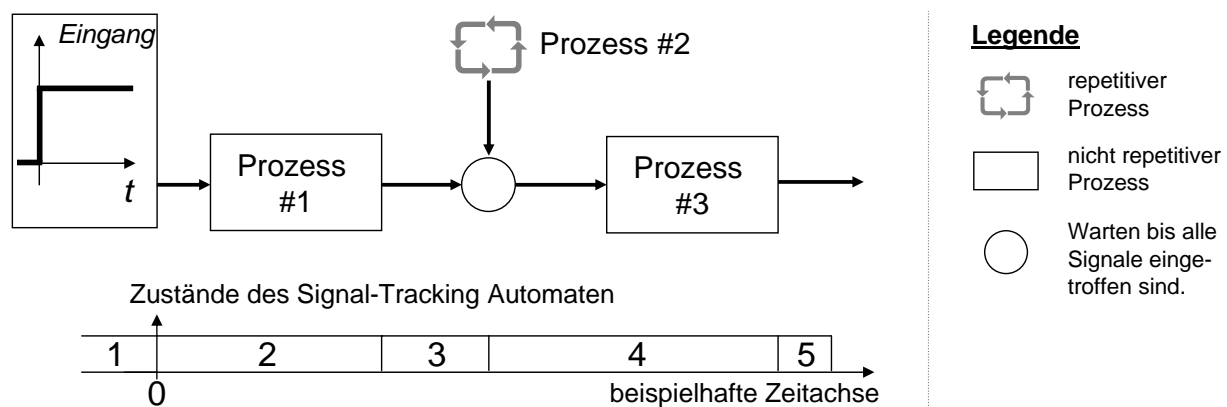 Eingang
t
Prozess #2
Prozess
#1
Prozess
#3
Zustände des Signal-Tracking Automaten
1 2 3 4 5
0
beispielhafte Zeitachse
Legende
repetitiver
Prozess
nicht repetitiver
Prozess
Warten bis alle
Signale einge-
troffen sind.